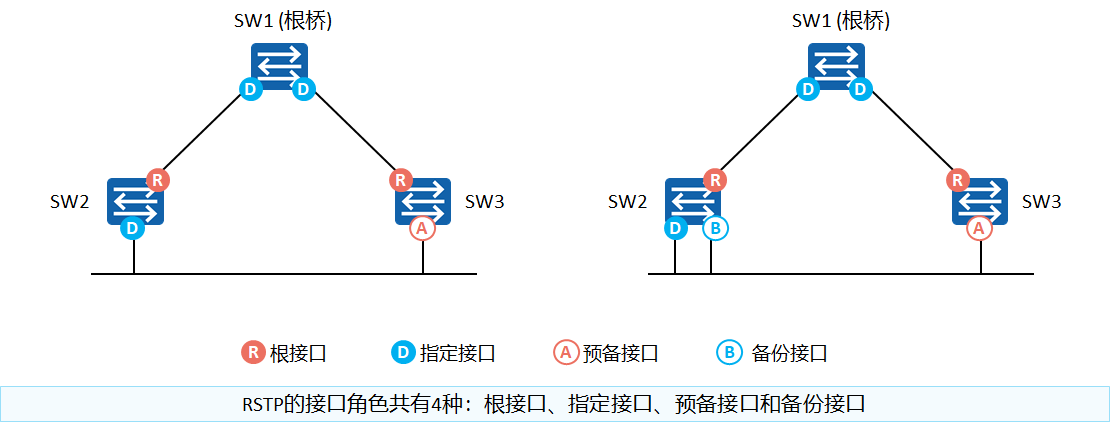 SW1 (根桥)
D
D
R
R
SW2
SW3
D
A
SW1 (根桥)
D
D
R
R
SW2
SW3
D
B
A
R 根接口
D 指定接口
A 预备接口
B 备份接口
RSTP的接口角色共有4种：根接口、指定接口、预备接口和备份接口